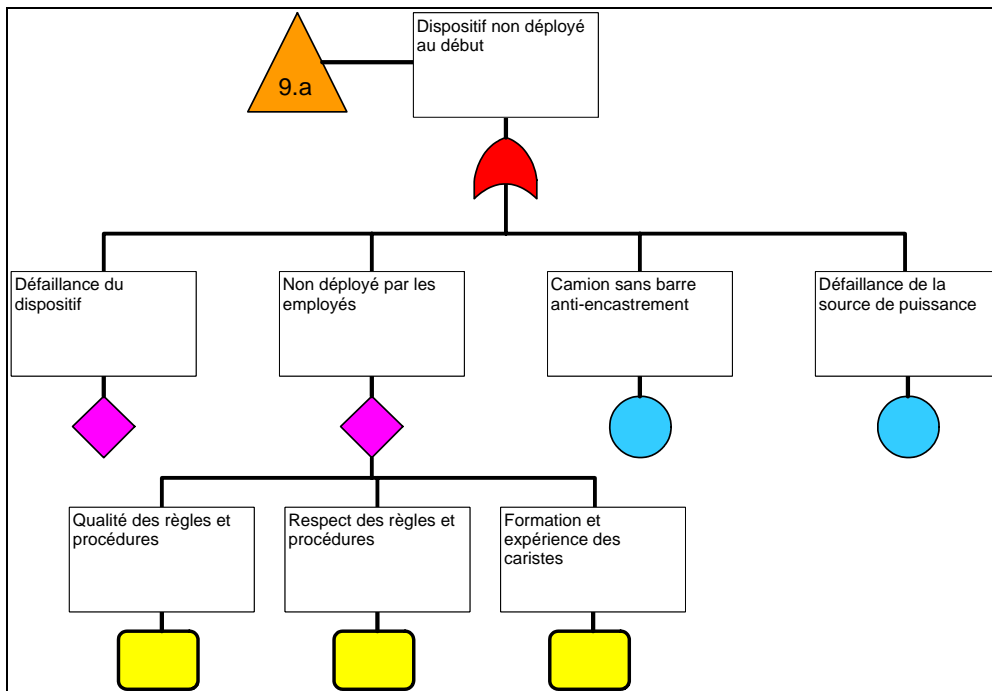 Dispositif non déployé
au début
9.a
Défaillance du
dispositif
Non déployé par les
employés
Camion sans barre
anti-encastrement
Défaillance de la
source de puissance
Qualité des règles et
procédures
Respect des règles et
procédures
Formation et
expérience des
caristes